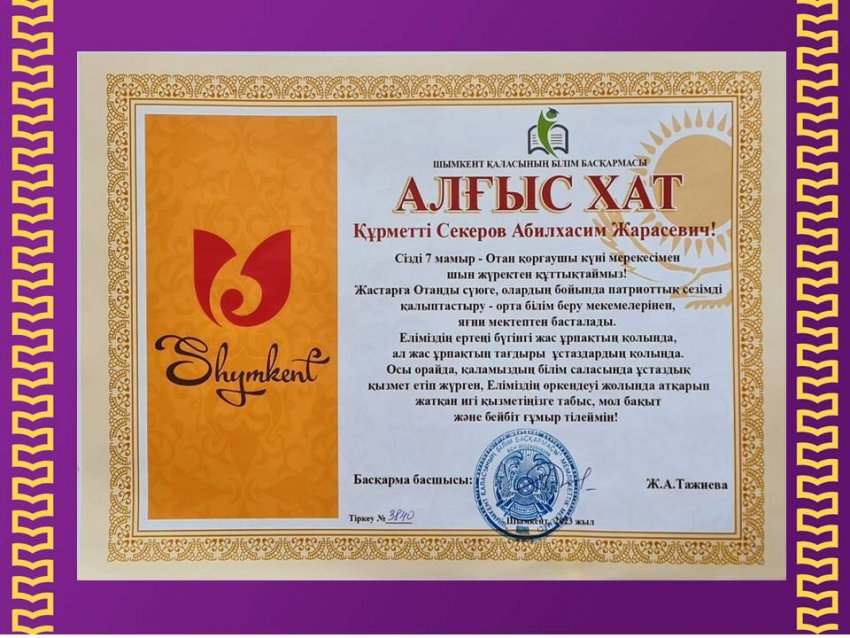 ШЫМКЕНТ ҚАЛАСЫНЫҢ БІЛІМ БАСҚАРМАСЫ
АЛҒЫС ХАТ
Құрметті Секеров Абилхасим Жарасевич!
Сізді 7 мамыр - Отан қорғаушы күні мерекесімен
шын жүректен құттықтаймыз!
Жастарға Отанды сүюге, олардың бойында патриоттық сезімді
қалыптастыру - орта білім беру мекемелерінен,
яғни мектептен басталады.
Еліміздің ертеңі бүгінгі жас ұрпақтың қолында,
ал жас ұрпақтың тағдыры ұстаздардың қолында.
Осы орайда, қаламыздың білім саласында ұстаздық
қызмет етіп жүрген, Еліміздің өркендеуі жолында атқарып
жатқан игі қызметіңізге табыс, мол бақыт
және бейбіт ғұмыр тілеймін!
Shymkent
Басқарма басшысы:
Ж.А.Тажиева
Тіркеу № 3840
Шымкент, 2023 жыл